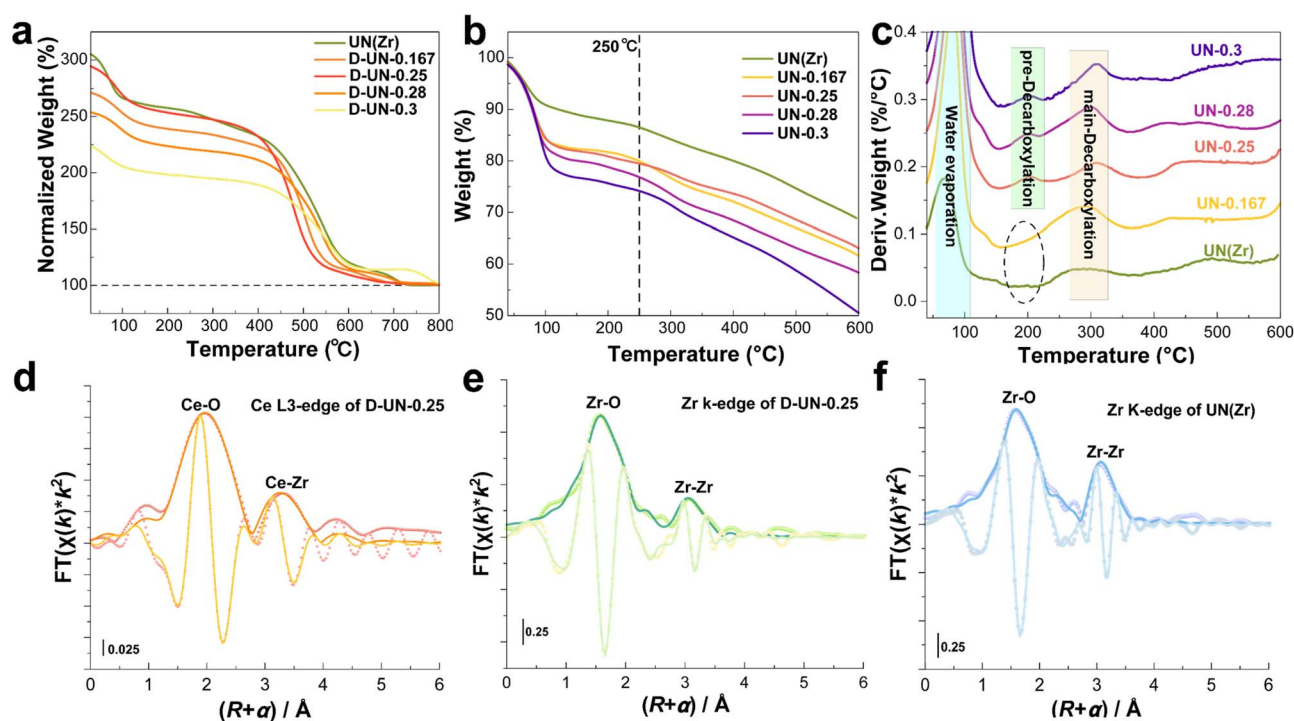 a
UN(Zr)
D-UN-0.167
D-UN-0.25
D-UN-0.28
D-UN-0.3
Normalized Weight (%)
300
250
200
150
100
100 200 300 400 500 600 700 800
Temperature (°C)
b
250 °C
UN(Zr)
UN-0.167
UN-0.25
UN-0.28
UN-0.3
Weight (%)
100
90
80
70
60
50
100 200 300 400 500 600
Temperature (°C)
c
UN-0.3
UN-0.28
UN-0.25
UN-0.167
UN(Zr)
Water evaporation
pre-Decarboxylation
main-Decarboxylation
Deriv.Weight (%/°C)
0.4
0.3
0.2
0.1
0.0
100 200 300 400 500 600
Temperature (°C)
d
Ce-O
Ce L3-edge of D-UN-0.25
Ce-Zr
FT(χ(k)*k²)
0.025
0 1 2 3 4 5 6
(R+α) / Å
e
Zr-O
Zr k-edge of D-UN-0.25
Zr-Zr
FT(χ(k)*k²)
0.25
0 1 2 3 4 5 6
(R+α) / Å
f
Zr-O
Zr K-edge of UN(Zr)
Zr-Zr
FT(χ(k)*k²)
0.25
0 1 2 3 4 5 6
(R+α) / Å